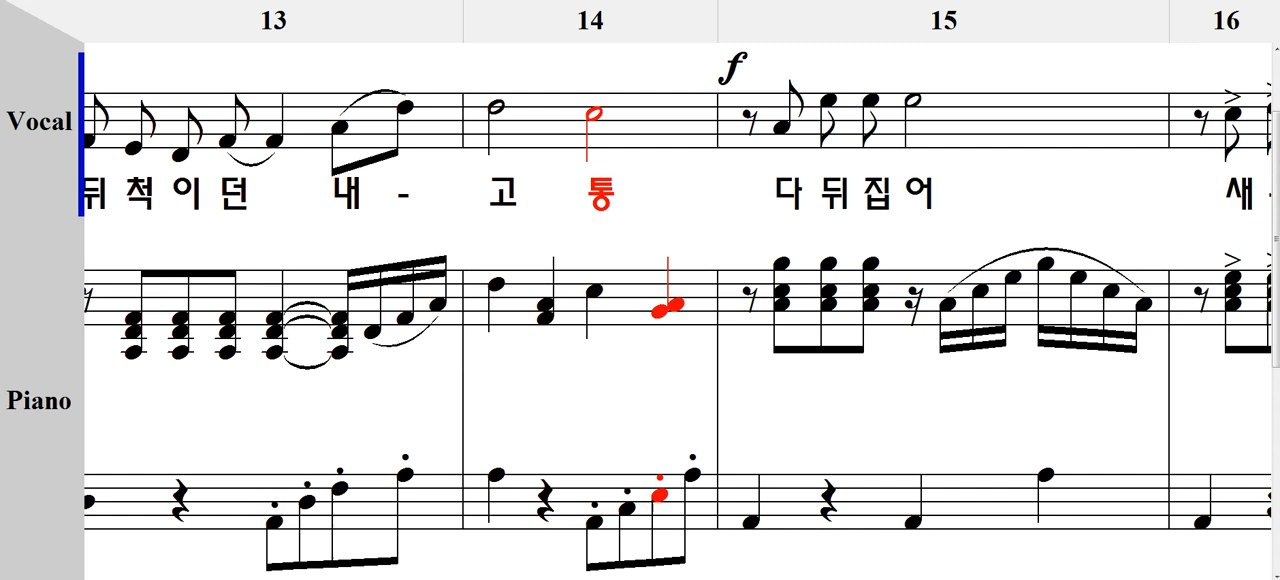 13 14 15 16
f
Vocal
뒤 척 이 던 내 - 고 통 다 뒤 집 어 새 -
Piano